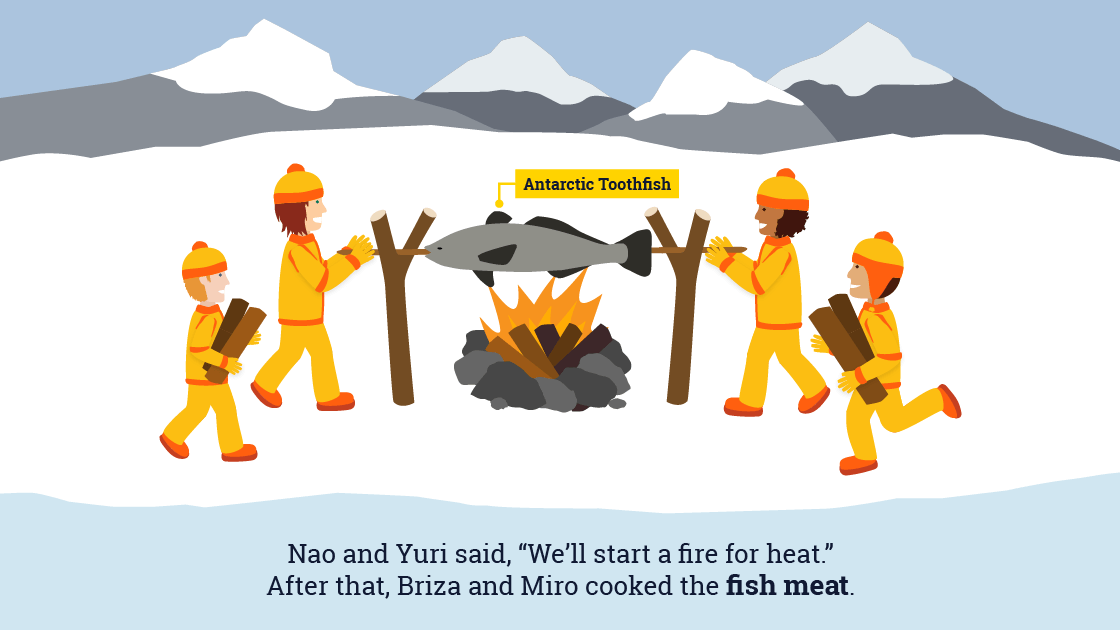 Antarctic Toothfish
Nao and Yuri said, “We’ll start a fire for heat.”
After that, Briza and Miro cooked the fish meat.